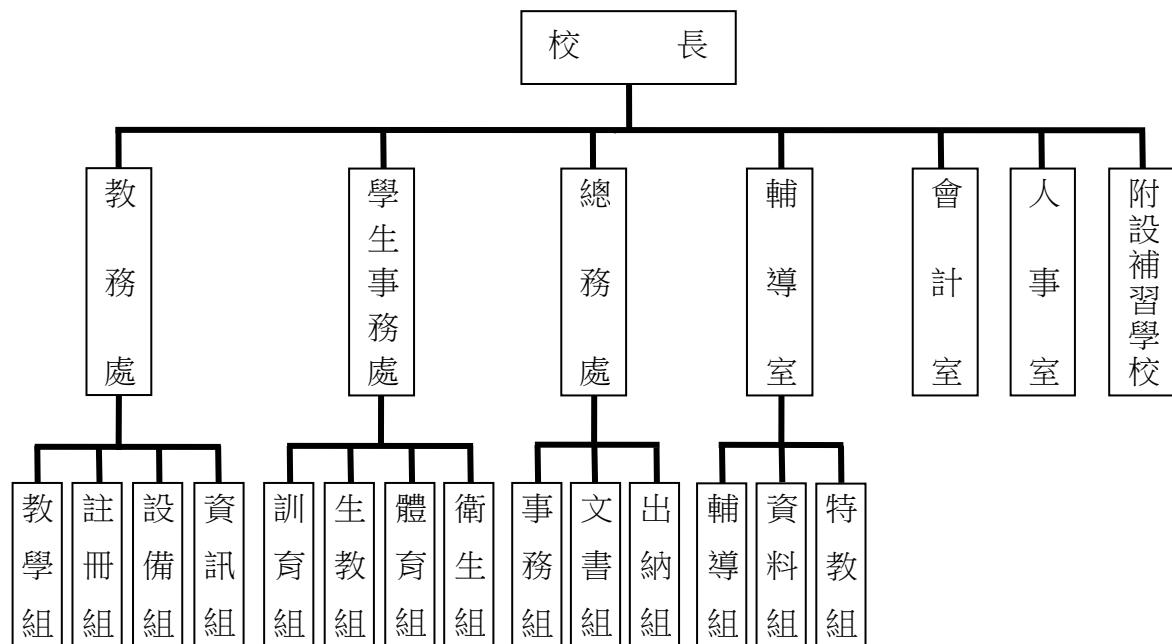 校長
教務處
學生事務處
總務處
輔導室
會計室
人事室
附設補習學校
教學組
註冊組
設備組
資訊組
訓育組
生教組
體育組
衛生組
事務組
文書組
出納組
輔導組
資料組
特教組